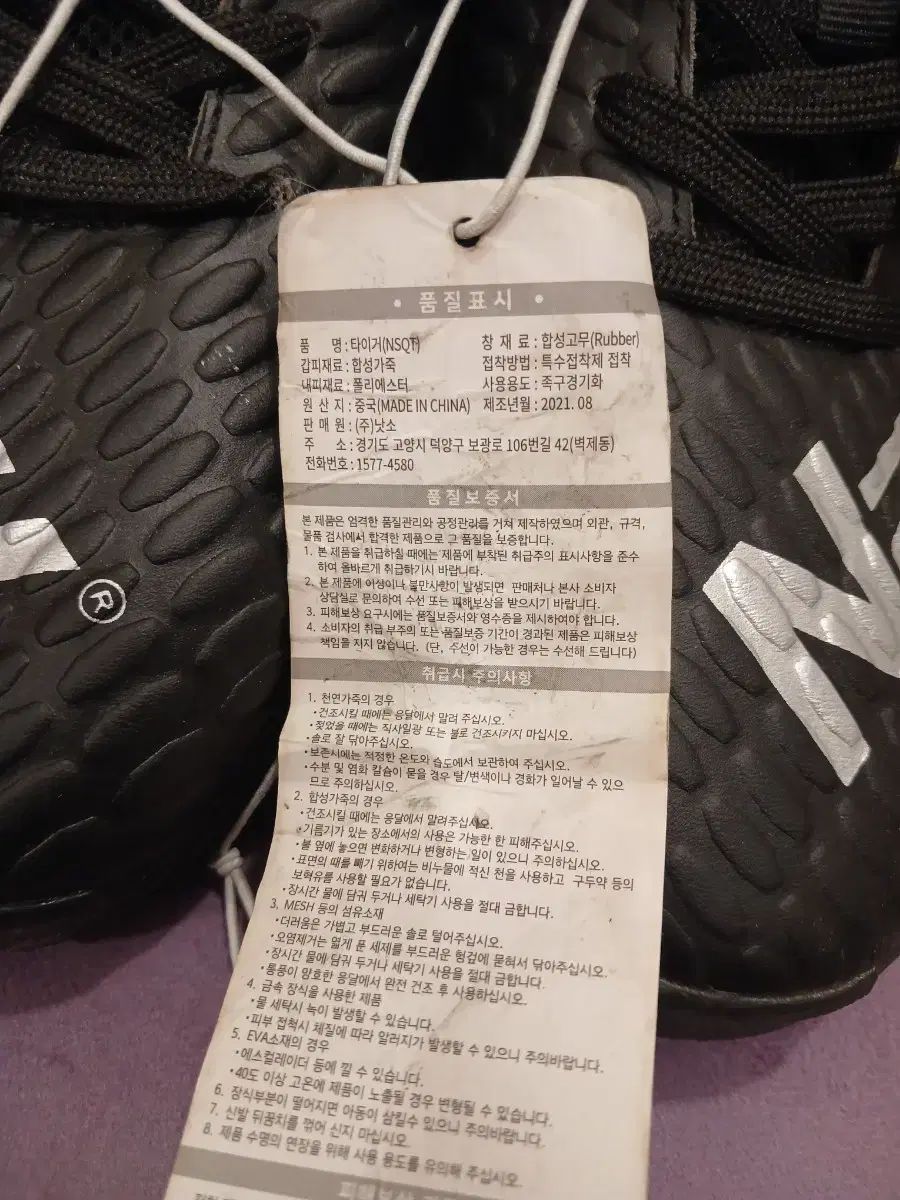 • 품질표시 •
품 명 : 타이거(NSQT) 창 재 료 : 합성고무(Rubber)
갑피재료 : 합성가죽 접착방법 : 특수접착제 접착
내피재료 : 폴리에스터 사용용도 : 족구경기화
원 산 지 : 중국(MADE IN CHINA) 제조년월 : 2021. 08
판 매 원 : (주)낫소
주 소 : 경기도 고양시 덕양구 보광로 106번길 42(벽제동)
전화번호 : 1577-4580
품질보증서
본 제품은 엄격한 품질관리와 공정관리를 거쳐 제작하였으며 외관, 규격,
물품 검사에서 합격한 제품으로 그 품질을 보증합니다.
1. 본 제품을 취급하실 때에는 제품에 부착된 취급주의 표시사항을 준수
하여 올바르게 취급하시기 바랍니다.
2. 본 제품에 이상이나 불만사항이 발생되면 판매처나 본사 소비자
상담실로 문의하여 수선 또는 피해보상을 받으시기 바랍니다.
3. 피해보상 요구시에는 품질보증서와 영수증을 제시하여야 합니다.
4. 소비자의 취급 부주의 또는 품질보증 기간이 경과된 제품은 피해보상
책임을 저지 않습니다. (단, 수선이 가능한 경우는 수선해 드립니다)
취급시 주의사항
1. 천연가죽의 경우
• 건조시킬 때에는 응달에서 말려 주십시오.
• 젖었을 때에는 직사일광 또는 불로 건조시키지 마십시오.
• 솔로 잘 닦아주십시오.
• 보존시에는 적정한 온도와 습도에서 보관하여 주십시오.
• 수분 및 염화 칼슘이 묻을 경우 탈/변색이나 경화가 일어날 수 있으
므로 주의하십시오.
2. 합성가죽의 경우
• 건조시킬 때에는 응달에서 말려주십시오.
• 기름기가 있는 장소에서의 사용은 가능한 한 피해주십시오.
• 불 옆에 놓으면 변화하거나 변형하는 일이 있으니 주의하십시오.
• 표면의 때를 빼기 위하여는 비누물에 적신 천을 사용하고 구두약 등의
보혁유를 사용할 필요가 없습니다.
• 장시간 물에 담궈 두거나 세탁기 사용을 절대 금합니다.
3. MESH 등의 섬유소재
• 더러움은 가볍고 부드러운 솔로 털어주십시오.
• 오염제거는 엷게 푼 세제를 부드러운 헝겊에 묻혀서 닦아주십시오.
• 장시간 물에 담궈 두거나 세탁기 사용을 절대 금합니다.
• 통풍이 양호한 응달에서 완전 건조 후 사용하십시오.
4. 금속 장식을 사용한 제품
• 물 세탁시 녹이 발생할 수 있습니다.
• 피부 접촉시 체질에 따라 알러지가 발생할 수 있으니 주의바랍니다.
5. EVA소재의 경우
• 에스컬레이더 등에 낄 수 있습니다.
• 40도 이상 고온에 제품이 노출될 경우 변형될 수 있습니다.
6. 장식부분이 떨어지면 아동이 삼킬수 있으니 주의바랍니다.
7. 신발 뒤꿈치를 꺾어 신지 마십시오.
8. 제품 수명의 연장을 위해 사용 용도를 유의해 주십시오.
®
N